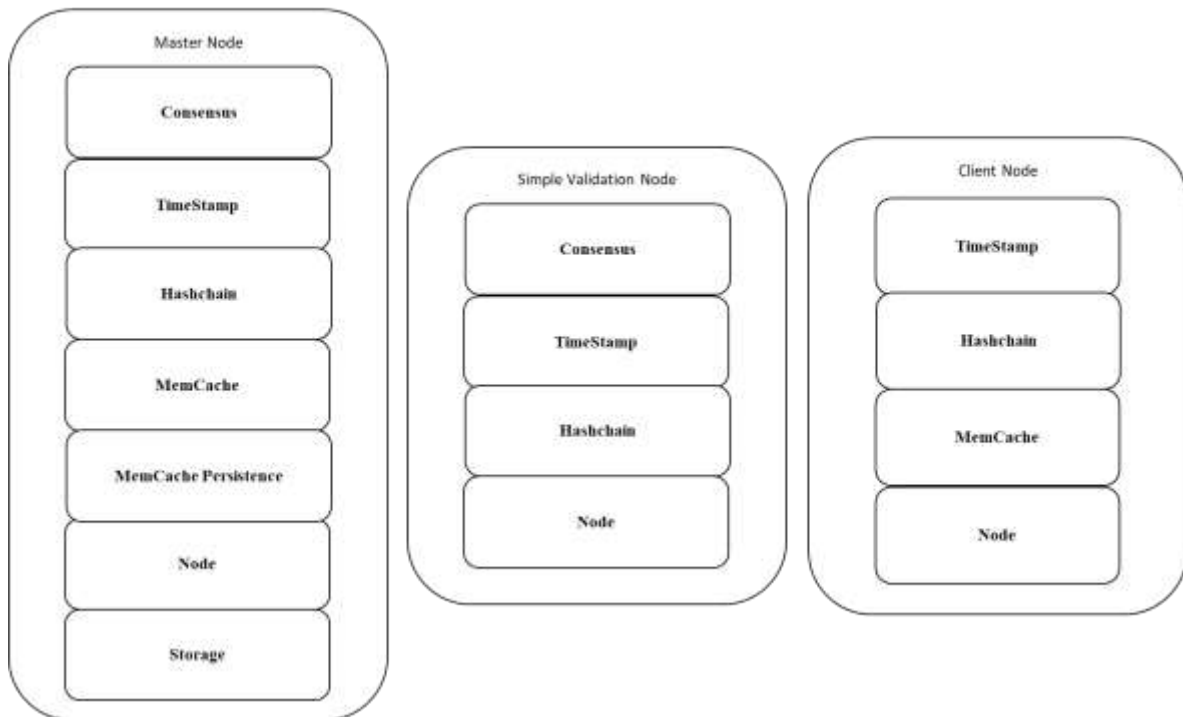 Master Node
Consensus
TimeStamp
Hashchain
MemCache
MemCache Persistence
Node
Storage
Simple Validation Node
Consensus
TimeStamp
Hashchain
Node
Client Node
TimeStamp
Hashchain
MemCache
Node